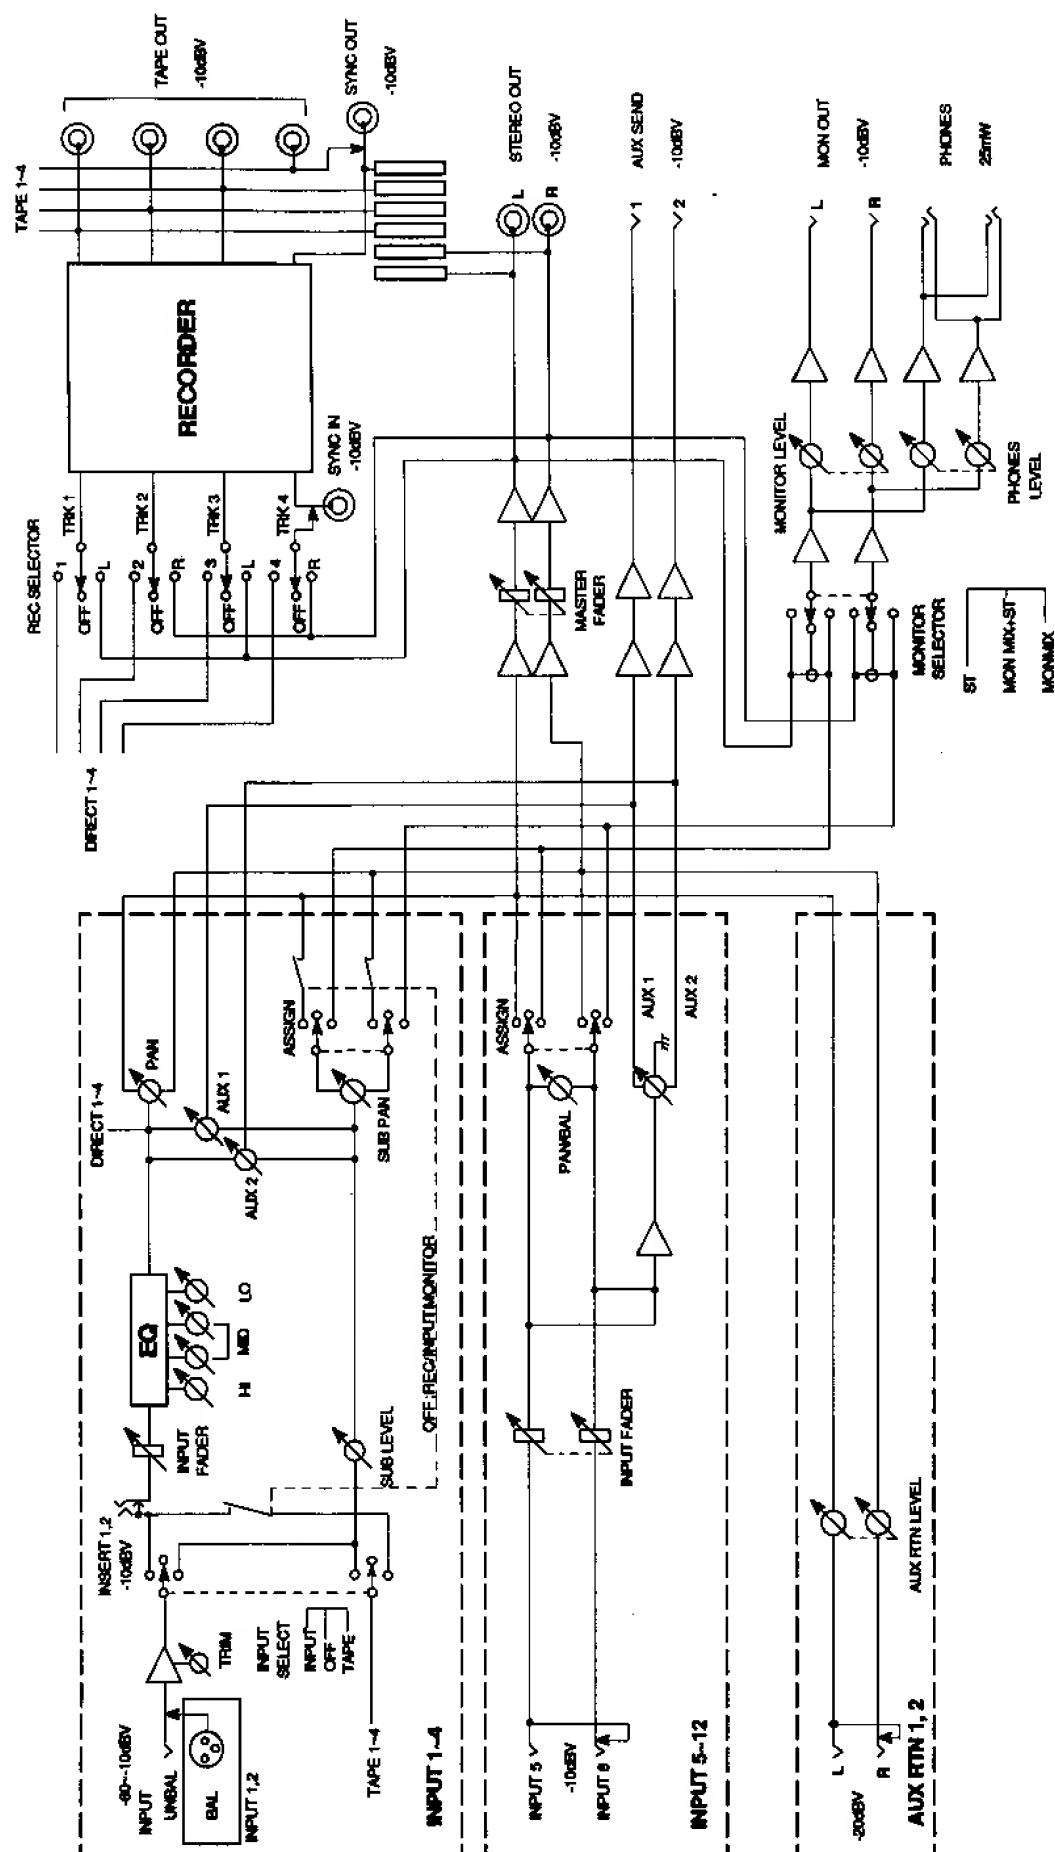 TAPE OUT
-10dBV
SYNC OUT
-10dBV
TAPE 1~4
STEREO OUT
L
-10dBV
R
AUX SEND
1
-10dBV
2
MON OUT
L
-10dBV
R
PHONES
25mW
RECORDER
SYNC IN
-10dBV
REC SELECTOR
TRK 1
TRK 2
TRK 3
TRK 4
1
OFF
L
2
OFF
R
3
OFF
L
4
OFF
R
MASTER
FADER
MONITOR LEVEL
PHONES
LEVEL
MONITOR
SELECTOR
ST
MON MIX+ST
MONMIX
DIRECT 1~4
DIRECT 1~4
PAN
AUX 1
AUX 2
ASSIGN
SUB PAN
EQ
HI
MID
LO
INPUT
FADER
SUB LEVEL
OFF:REC/INPUTMONITOR
INSERT 1,2
-10dBV
TRIM
INPUT
SELECT
INPUT
OFF
TAPE
-60~-10dBV
INPUT
UNBAL
BAL
INPUT 1,2
TAPE 1~4
INPUT 1~4
ASSIGN
AUX 1
AUX 2
PAN/BAL
INPUT FADER
INPUT 5
-10dBV
INPUT 6
INPUT 5~12
AUX RTN LEVEL
L
R
-20dBV
AUX RTN 1, 2